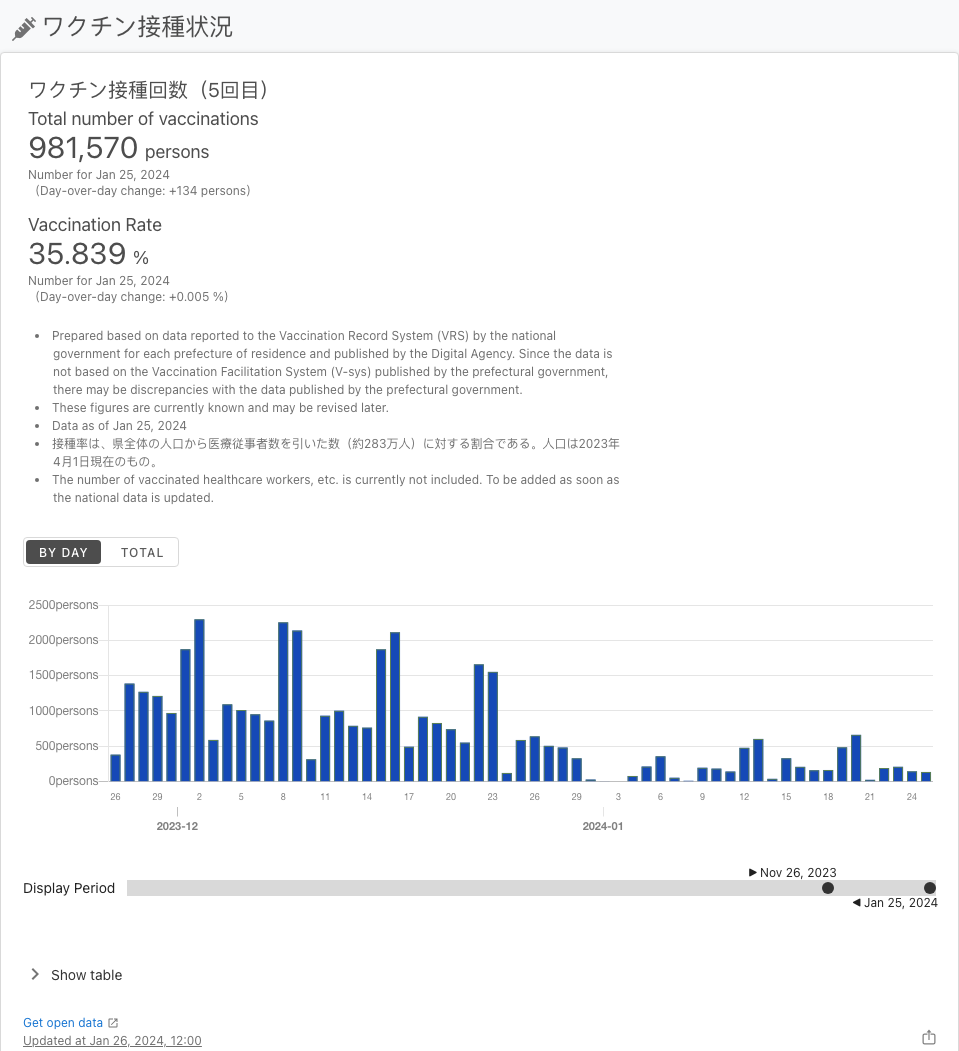 ワクチン接種状況
ワクチン接種回数（5回目）
Total number of vaccinations
981,570 persons
Number for Jan 25, 2024
（Day-over-day change: +134 persons）
Vaccination Rate
35.839 %
Number for Jan 25, 2024
（Day-over-day change: +0.005 %）
• Prepared based on data reported to the Vaccination Record System (VRS) by the national
government for each prefecture of residence and published by the Digital Agency. Since the data is
not based on the Vaccination Facilitation System (V-sys) published by the prefectural government,
there may be discrepancies with the data published by the prefectural government.
• These figures are currently known and may be revised later.
• Data as of Jan 25, 2024
• 接種率は、県全体の人口から医療従事者数を引いた数（約283万人）に対する割合である。人口は2023年
4月1日現在のもの。
• The number of vaccinated healthcare workers, etc. is currently not included. To be added as soon as
the national data is updated.
BY DAY TOTAL
2500persons
2000persons
1500persons
1000persons
500persons
0persons
26 29 2 5 8 11 14 17 20 23 26 29 3 6 9 12 15 18 21 24
2023-12 2024-01
Nov 26, 2023
Display Period
Jan 25, 2024
Show table
Get open data
Updated at Jan 26, 2024, 12:00